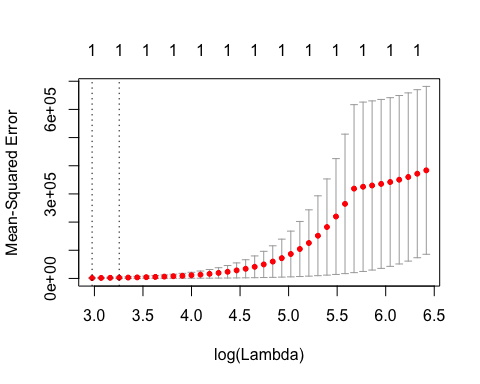 1 1 1 1 1 1 1 1 1 1 1 1 1
Mean-Squared Error
6e+05
3e+05
0e+00
3.0 3.5 4.0 4.5 5.0 5.5 6.0 6.5
log(Lambda)